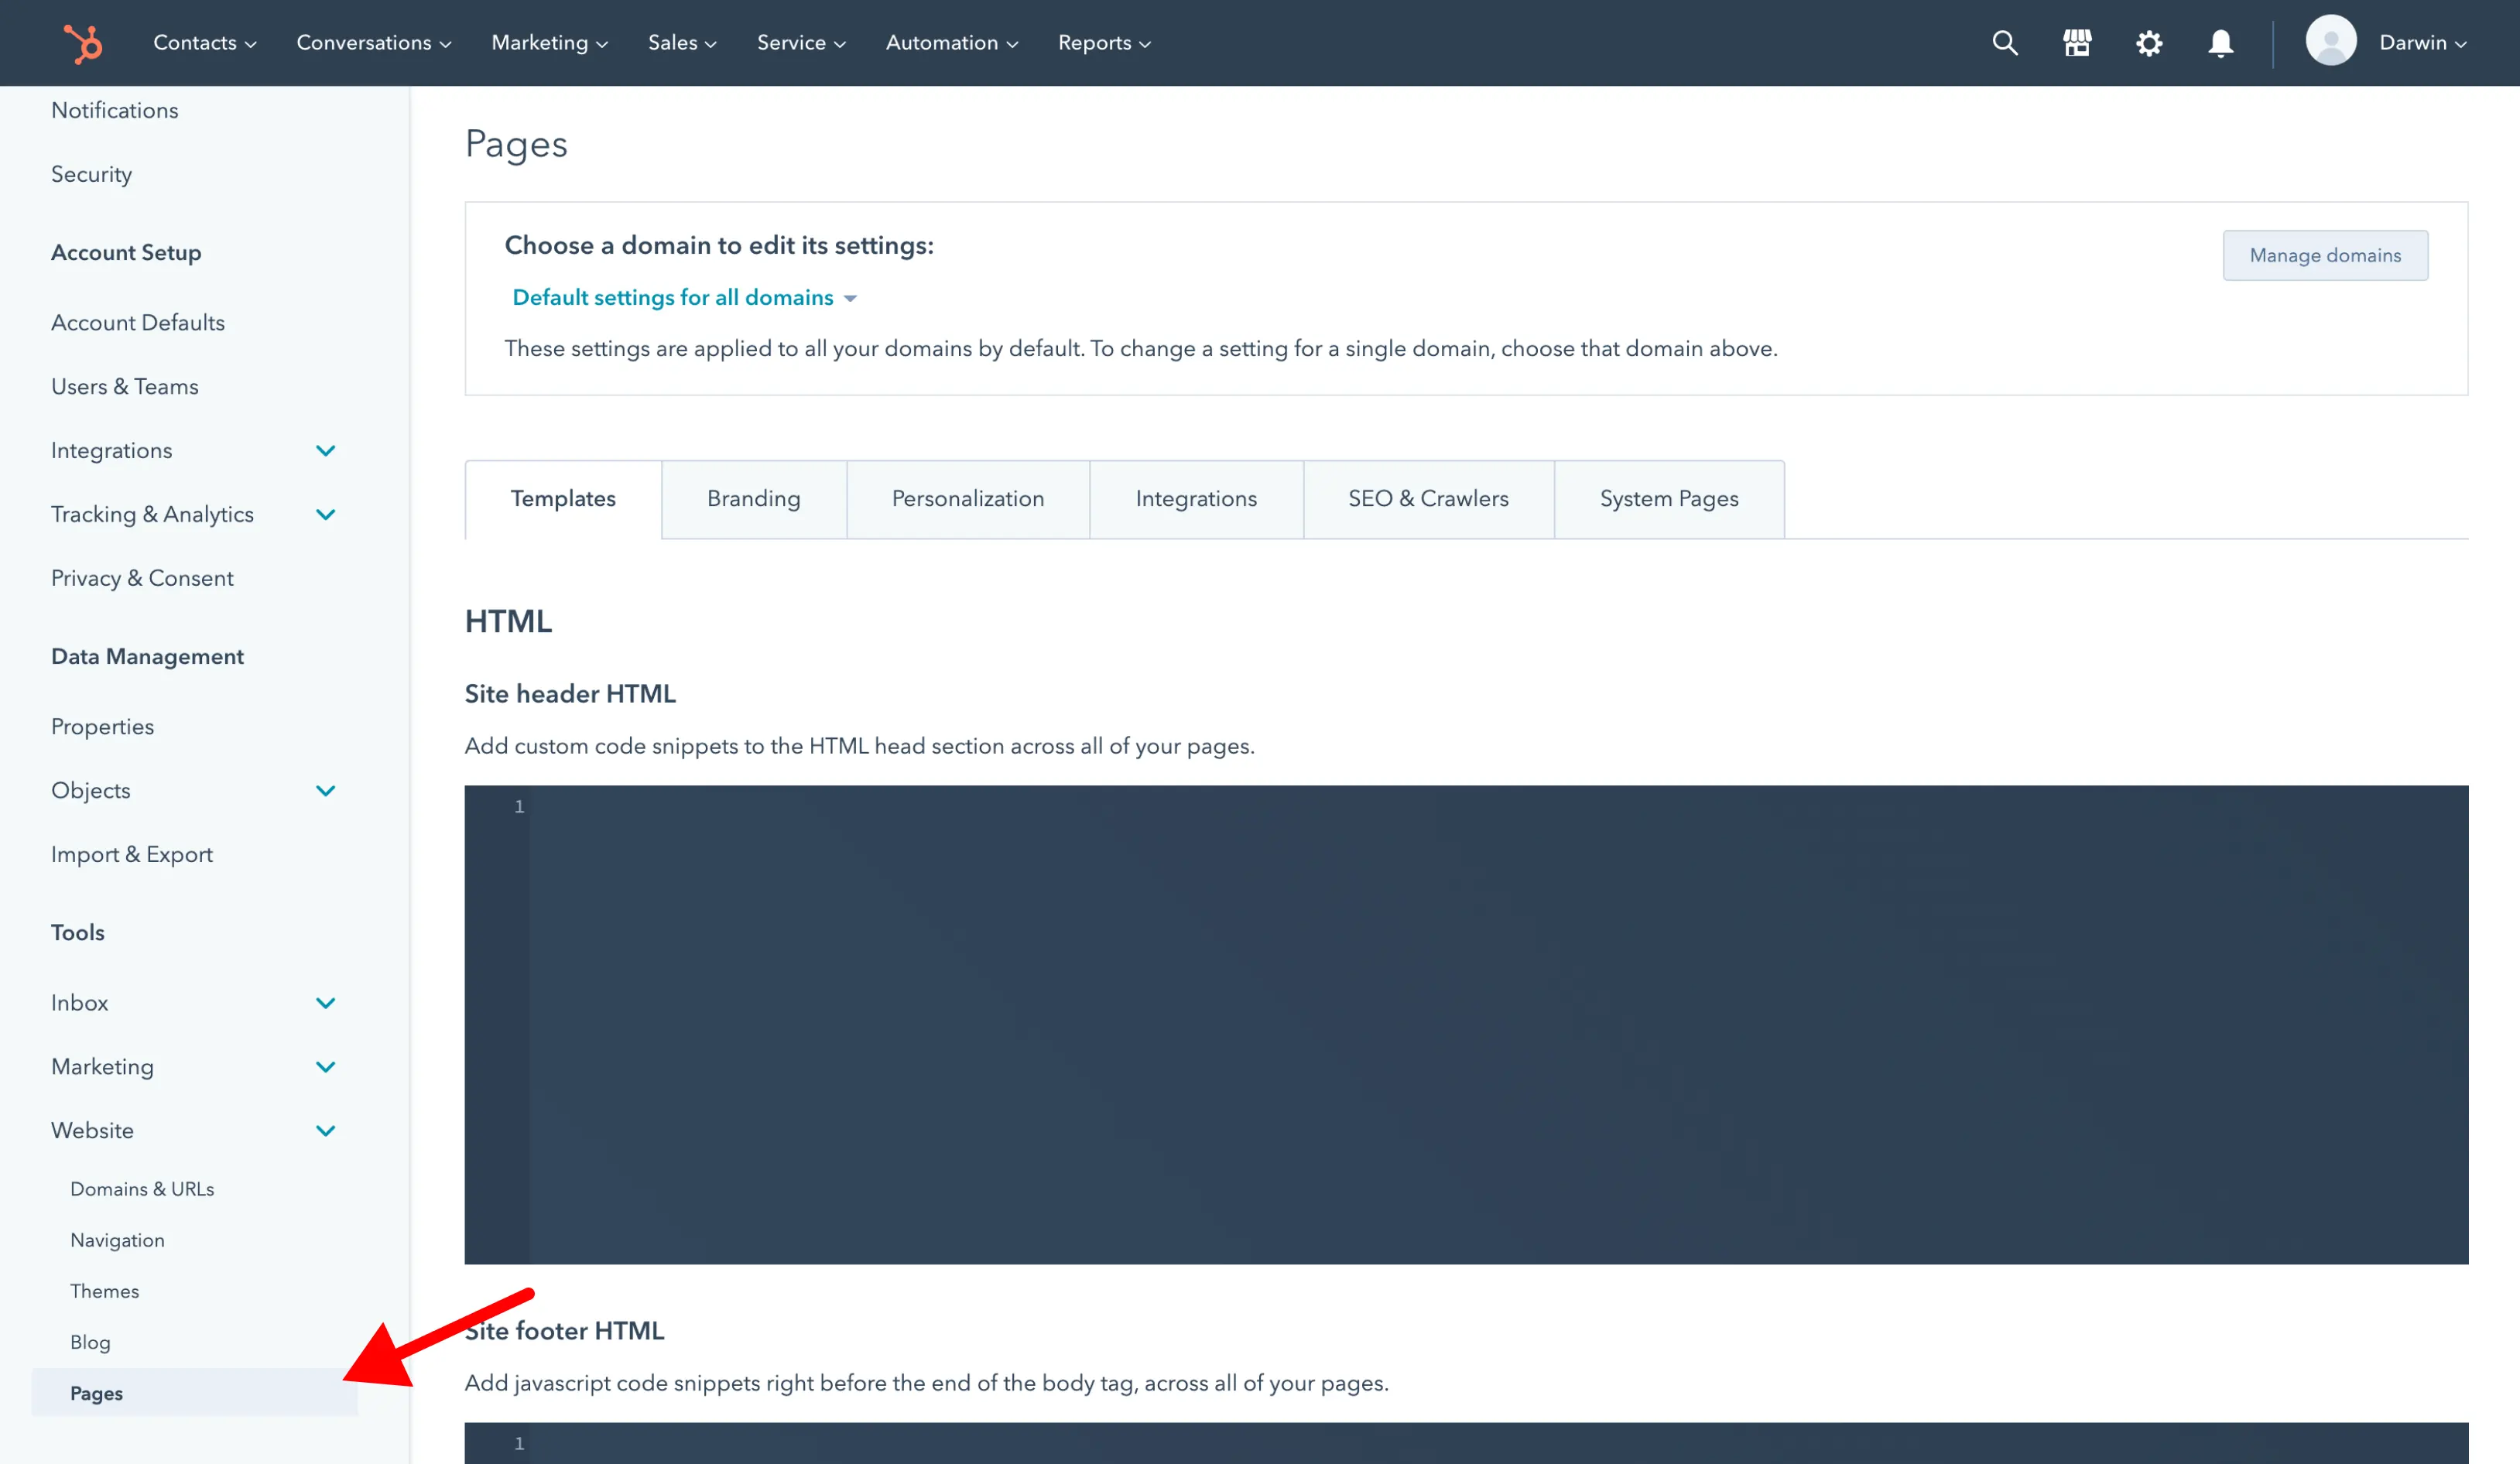 Contacts Conversations Marketing Sales Service Automation Reports Darwin
Notifications
Security
Account Setup
Account Defaults
Users & Teams
Integrations
Tracking & Analytics
Privacy & Consent
Data Management
Properties
Objects
Import & Export
Tools
Inbox
Marketing
Website
Domains & URLs
Navigation
Themes
Blog
Pages
Pages
Choose a domain to edit its settings:
Manage domains
Default settings for all domains
These settings are applied to all your domains by default. To change a setting for a single domain, choose that domain above.
Templates Branding Personalization Integrations SEO & Crawlers System Pages
HTML
Site header HTML
Add custom code snippets to the HTML head section across all of your pages.
1
Site footer HTML
Add javascript code snippets right before the end of the body tag, across all of your pages.
1